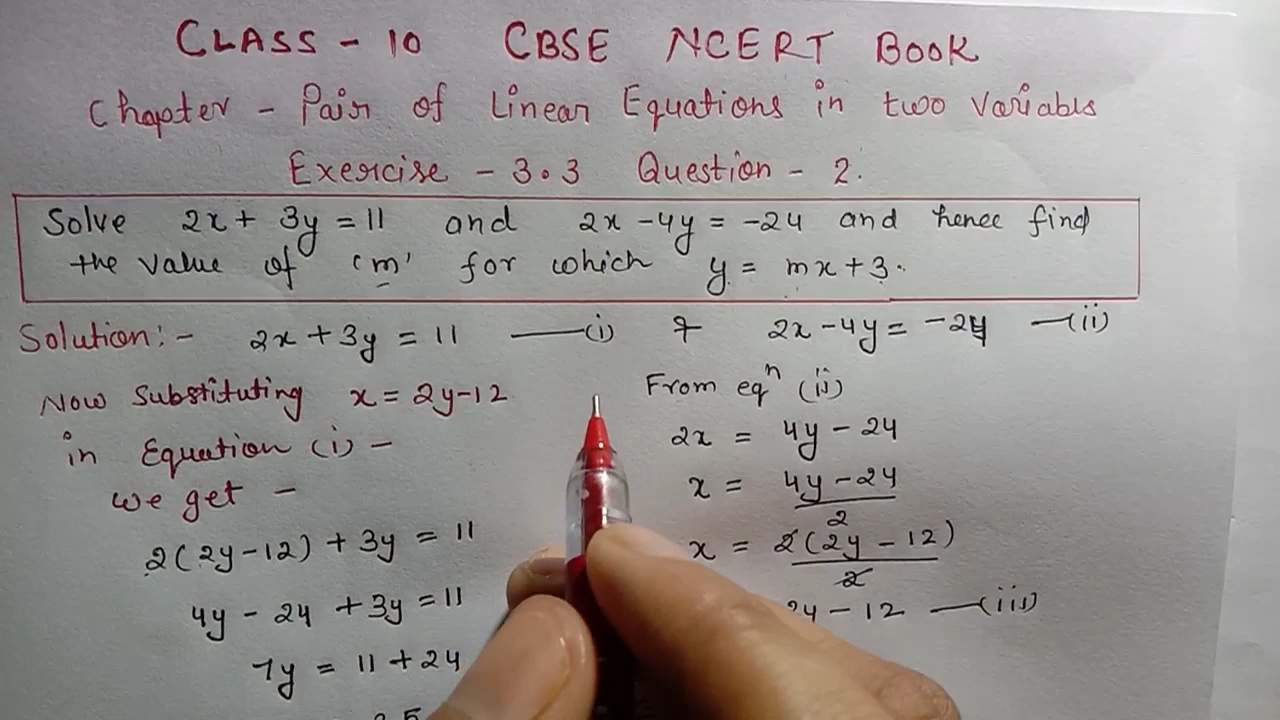 CLASS - 10 CBSE NCERT BOOK
Chapter - Pair of Linear Equations in two Variables
Exercise - 3.3 Question - 2.
Solve 2x + 3y = 11 and 2x - 4y = -24 and hence find
the value of 'm' for which y = mx + 3.
Solution:- 2x + 3y = 11 —(i) & 2x - 4y = -24 —(ii)
Now Substituting x = 2y-12
in Equation (i) -
we get -
2(2y-12) + 3y = 11
4y - 24 + 3y = 11
7y = 11 + 24
35
From eqn (ii)
2x = 4y - 24
x = 4y - 24
2
x = 2(2y - 12)
2
2y - 12 —(iii)